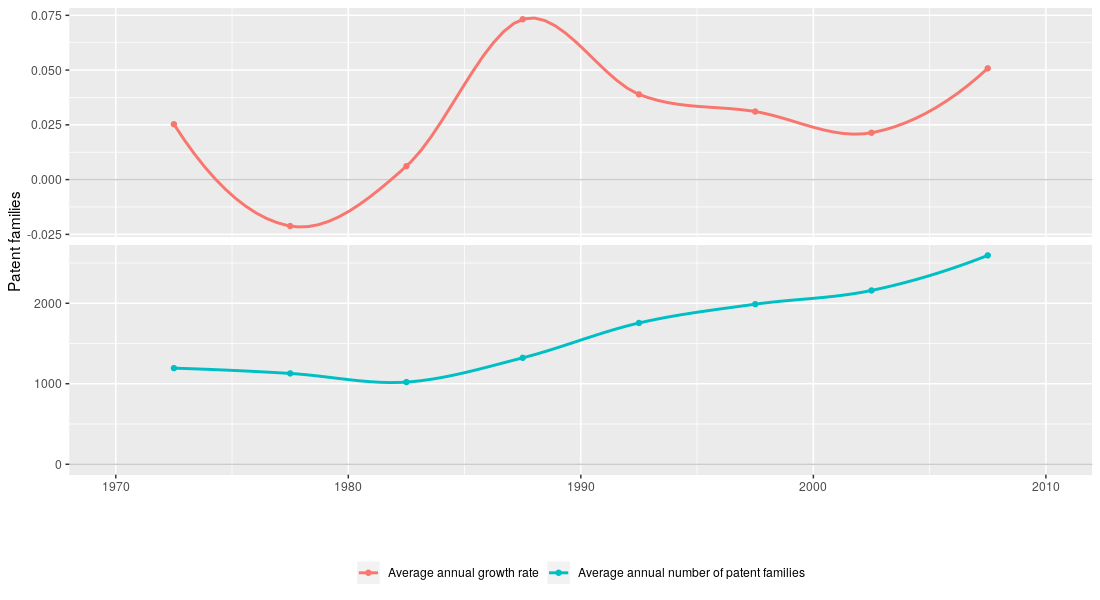 Patent families
0.075
0.050
0.025
0.000
-0.025
2000
1000
0
1970 1980 1990 2000 2010
Average annual growth rate Average annual number of patent families